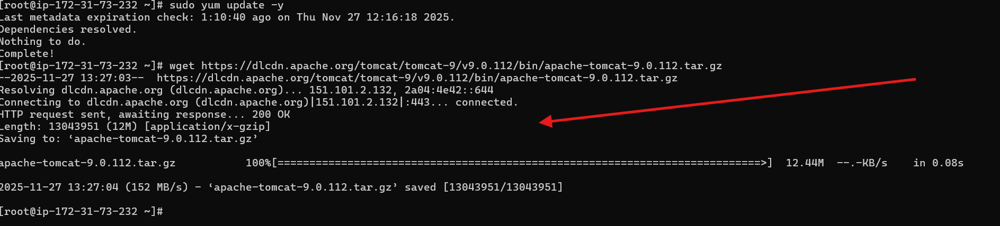 [root@ip-172-31-73-232 ~]# sudo yum update -y
Last metadata expiration check: 1:10:40 ago on Thu Nov 27 12:16:18 2025.
Dependencies resolved.
Nothing to do.
Complete!
[root@ip-172-31-73-232 ~]# wget https://dlcdn.apache.org/tomcat/tomcat-9/v9.0.112/bin/apache-tomcat-9.0.112.tar.gz
--2025-11-27 13:27:03--  https://dlcdn.apache.org/tomcat/tomcat-9/v9.0.112/bin/apache-tomcat-9.0.112.tar.gz
Resolving dlcdn.apache.org (dlcdn.apache.org)... 151.101.2.132, 2a04:4e42::644
Connecting to dlcdn.apache.org (dlcdn.apache.org)|151.101.2.132|:443... connected.
HTTP request sent, awaiting response... 200 OK
Length: 13043951 (12M) [application/x-gzip]
Saving to: ‘apache-tomcat-9.0.112.tar.gz’
apache-tomcat-9.0.112.tar.gz           100%[============================================================================>]  12.44M  --.-KB/s    in 0.08s
2025-11-27 13:27:04 (152 MB/s) - ‘apache-tomcat-9.0.112.tar.gz’ saved [13043951/13043951]
[root@ip-172-31-73-232 ~]#